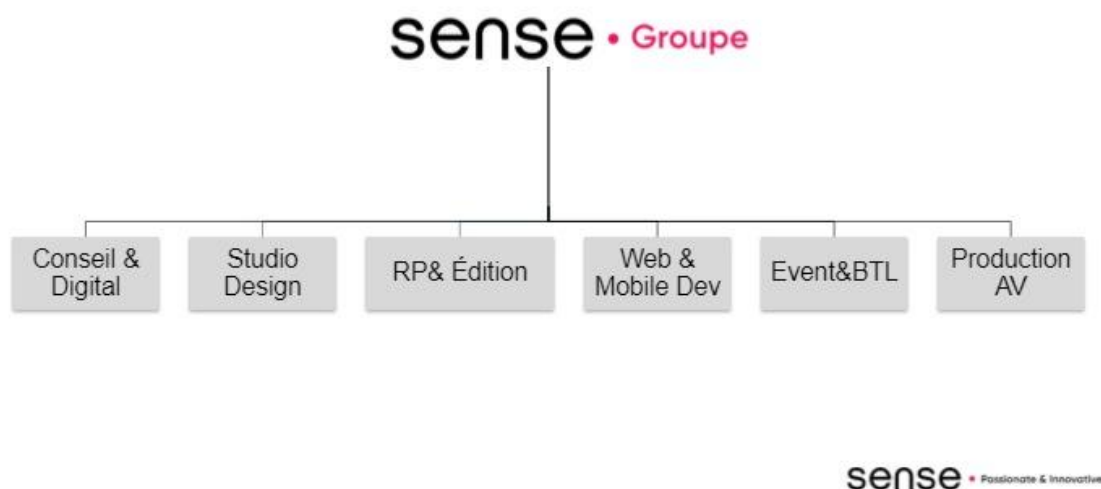 sense • Groupe
Conseil &
Digital
Studio
Design
RP& Édition
Web &
Mobile Dev
Event&BTL
Production
AV
sense • Passionate & Innovative